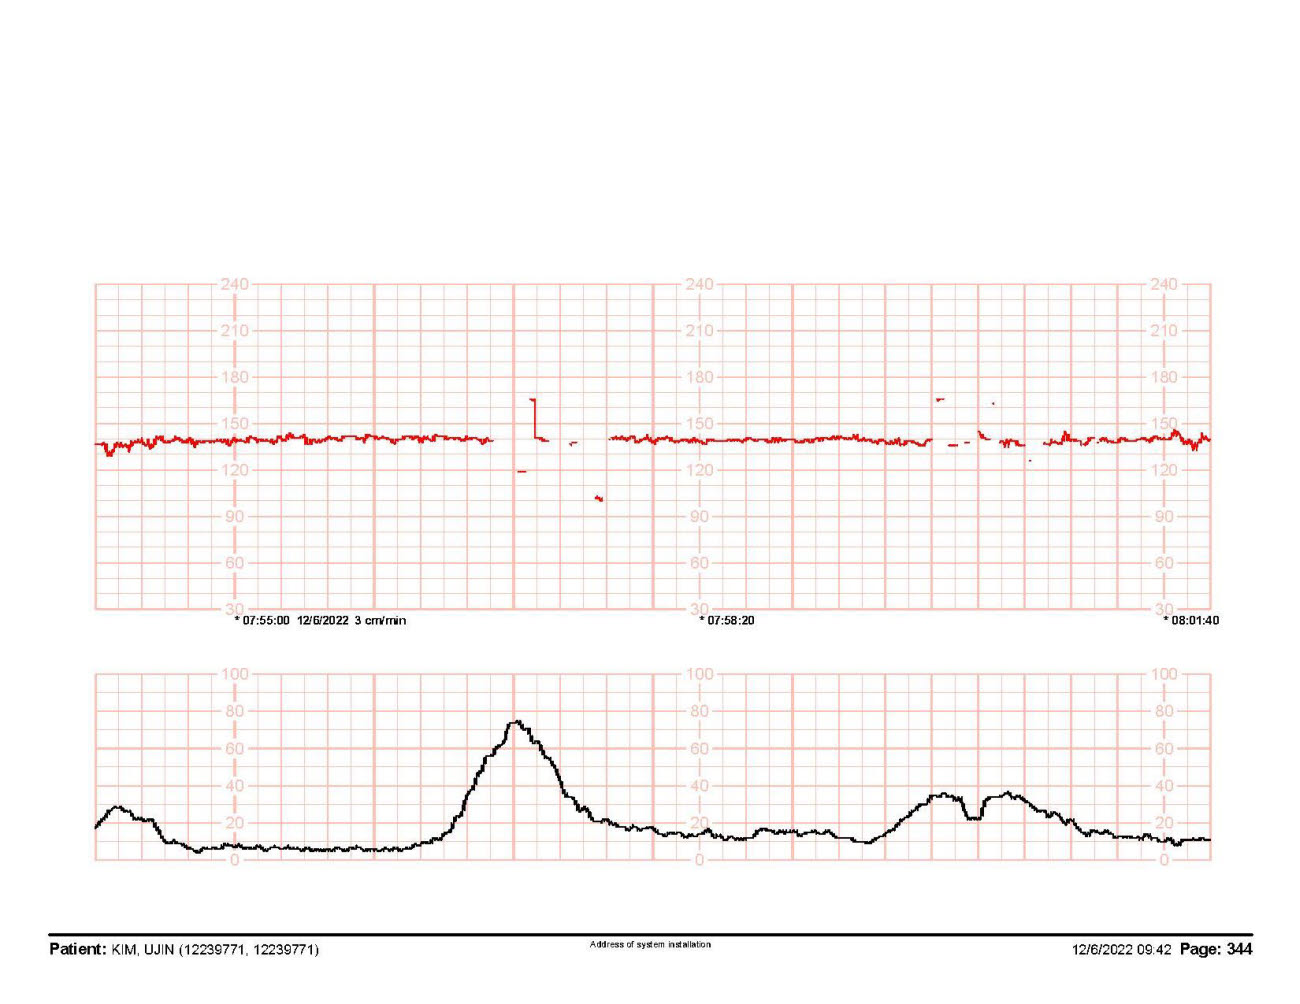 240 240 240
210 210 210
180 180 180
150 150 150
120 120 120
90 90 90
60 60 60
30 30 30
* 07:55:00 12/6/2022 3 cm/min * 07:58:20 * 08:01:40
100 100 100
80 80 80
60 60 60
40 40 40
20 20 20
0 0 0
Patient: KIM, UJIN (12239771, 12239771) Address of system installation 12/6/2022 09:42 Page: 344